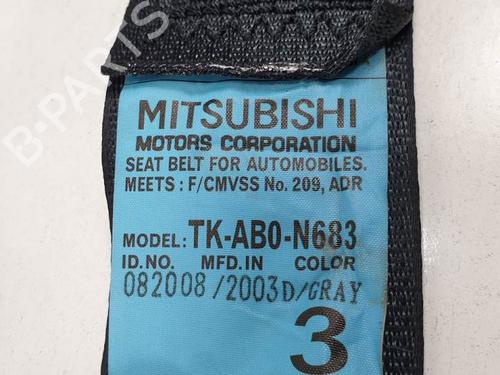 B-PARTS
MITSUBISHI
MOTORS CORPORATION
SEAT BELT FOR AUTOMOBILES.
MEETS : F/CMVSS No. 209, ADR
MODEL: TK-AB0-N683
ID.NO. MFD.IN COLOR
082008/2003D/GRAY
3